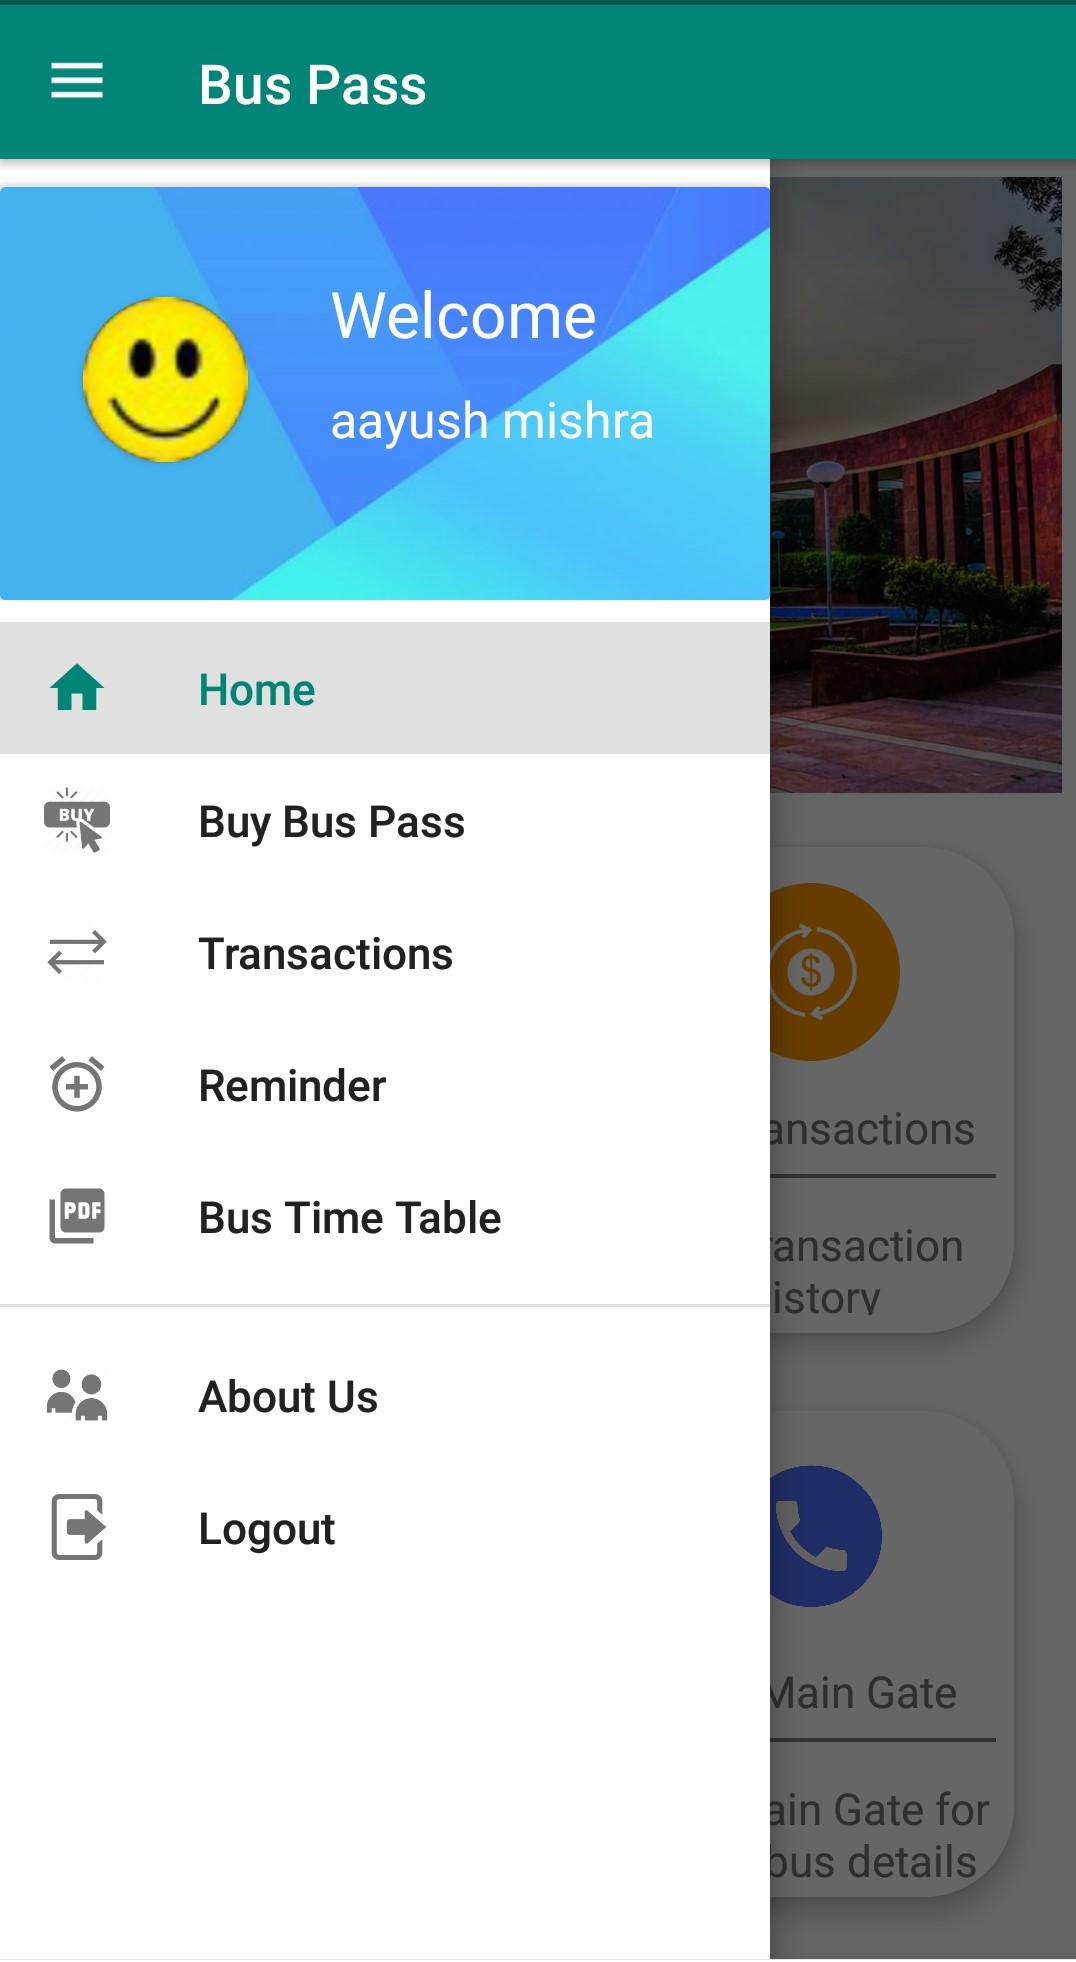 Bus Pass
Welcome
aayush mishra
Home
BUY
Buy Bus Pass
Transactions
Reminder
PDF
Bus Time Table
About Us
Logout
$
ansactions
ransaction
istory
Main Gate
ain Gate for
bus details